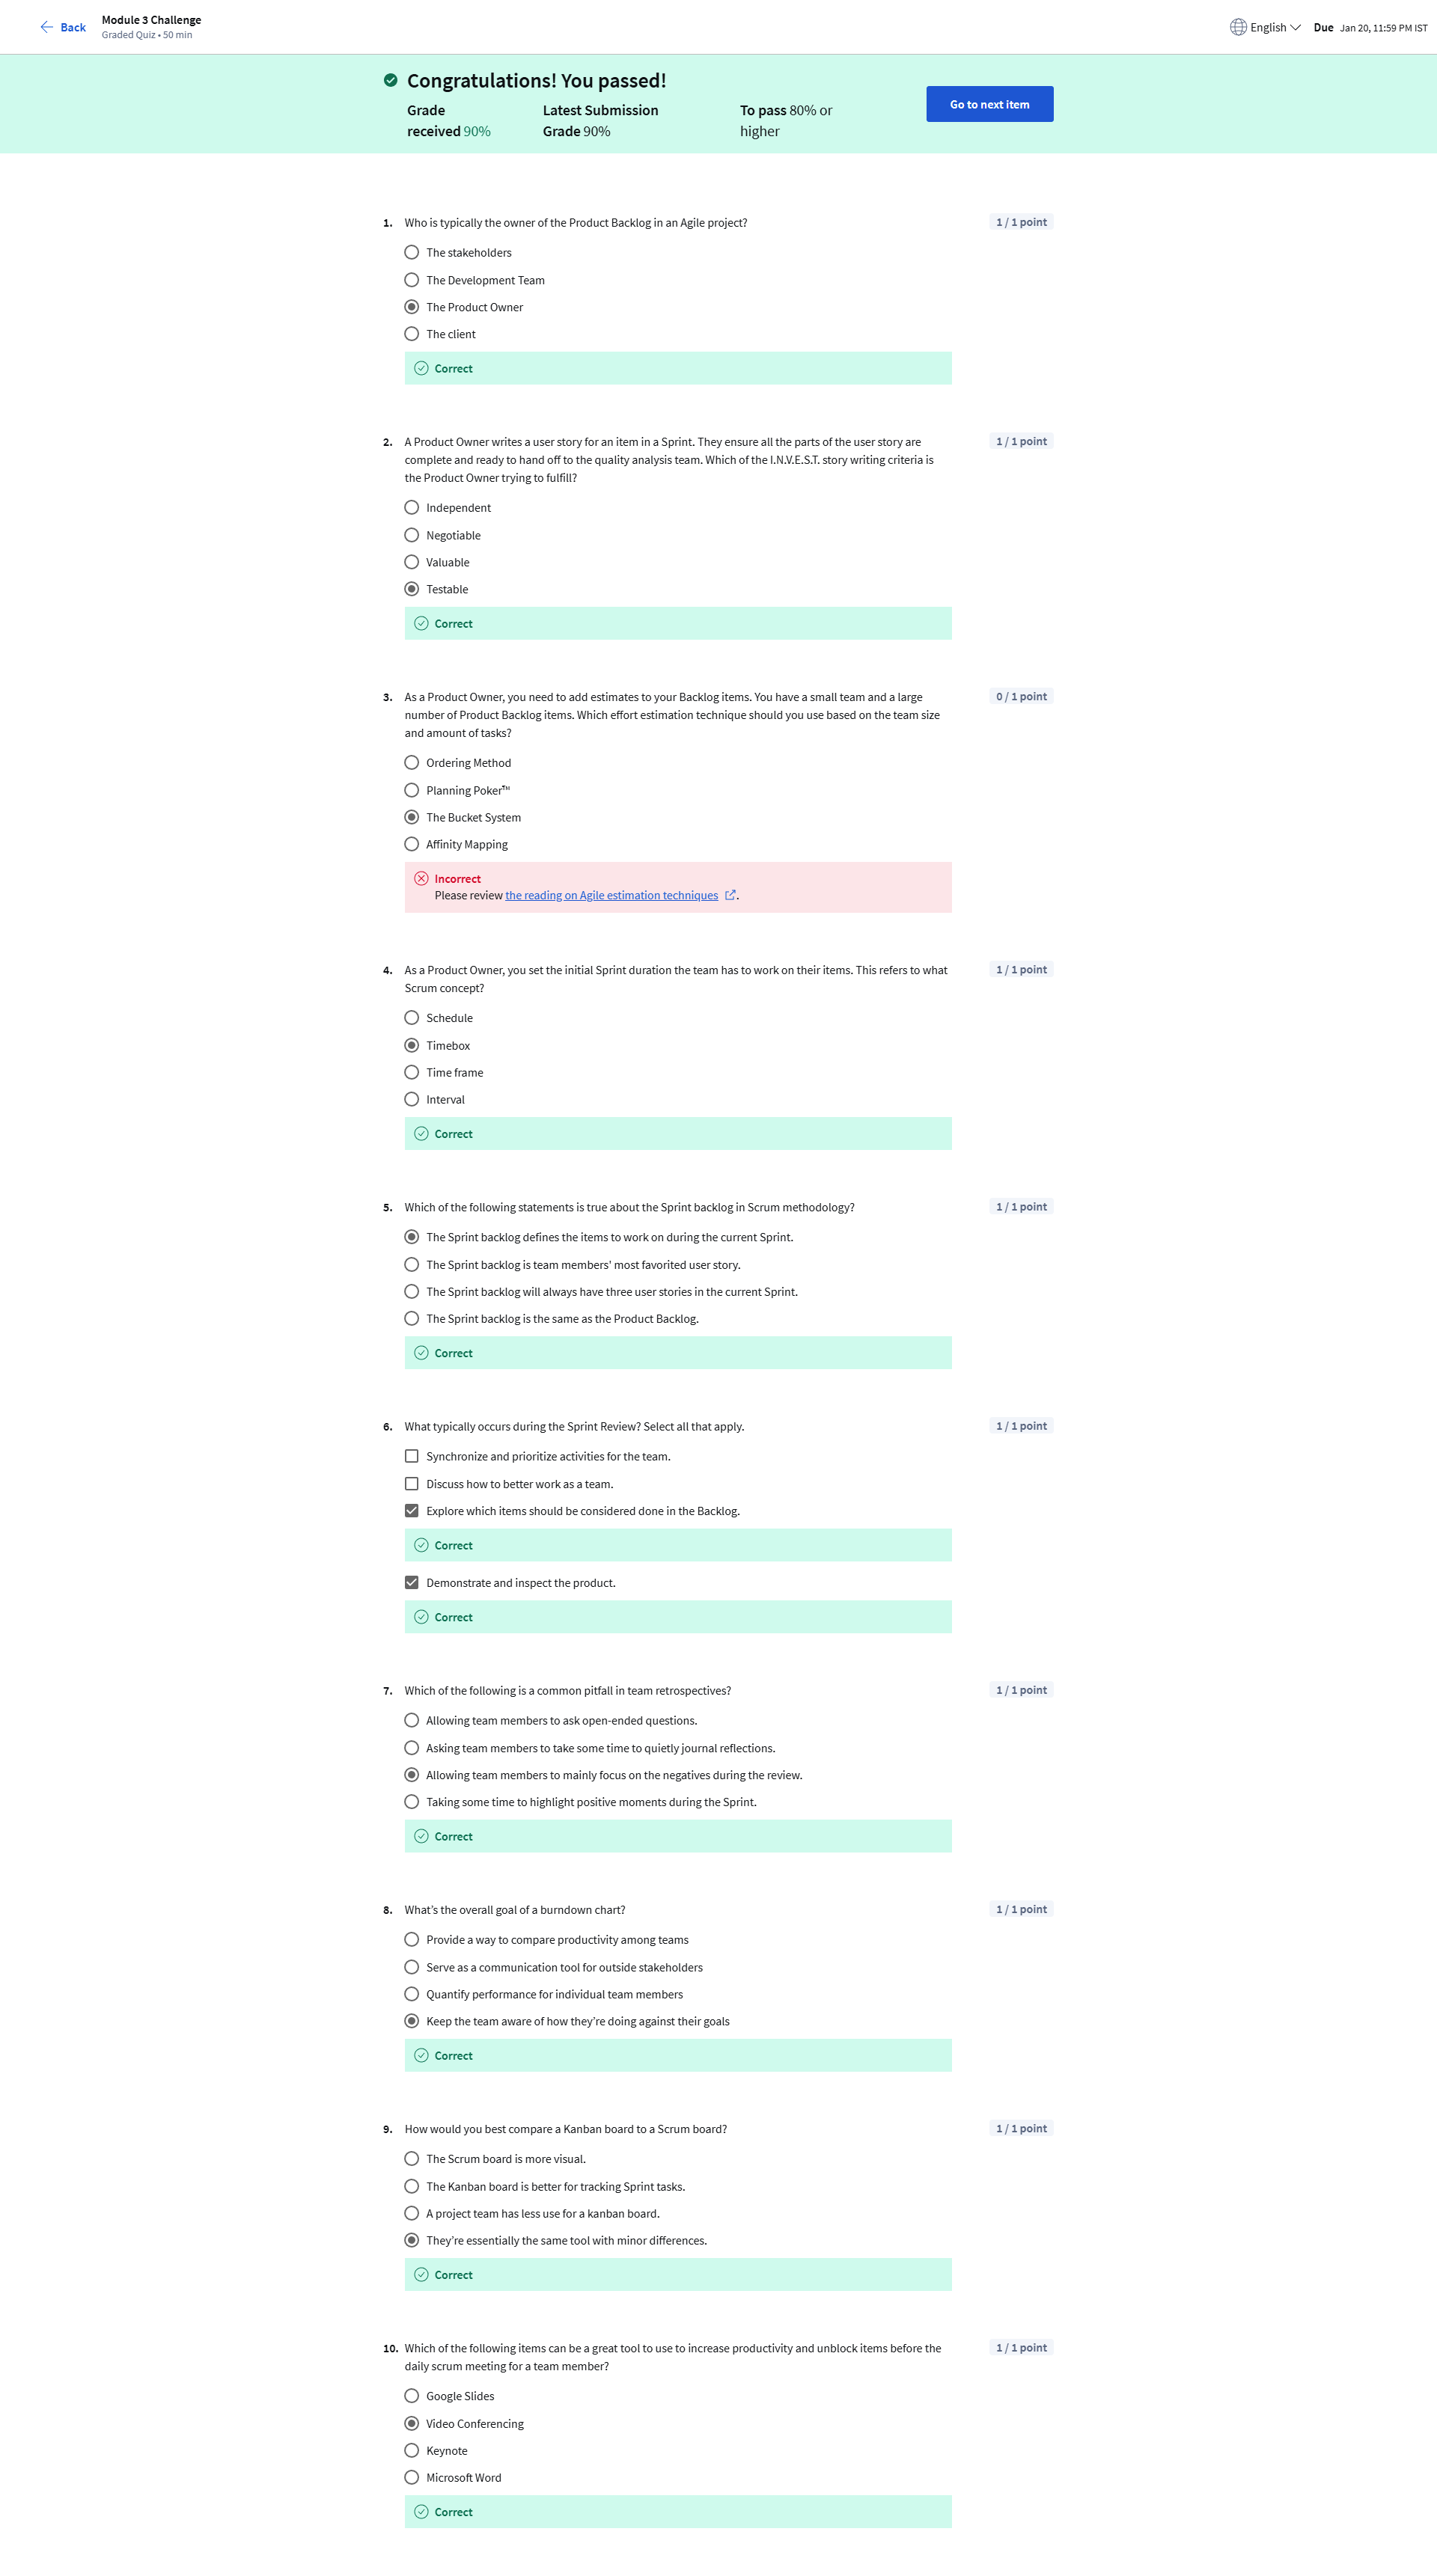 Back
Module 3 Challenge
Graded Quiz • 50 min
English
Due Jan 20, 11:59 PM IST
Congratulations! You passed!
Grade
received 90%
Latest Submission
Grade 90%
To pass 80% or
higher
Go to next item
1. Who is typically the owner of the Product Backlog in an Agile project?
1 / 1 point
The stakeholders
The Development Team
The Product Owner
The client
Correct
2. A Product Owner writes a user story for an item in a Sprint. They ensure all the parts of the user story are
complete and ready to hand off to the quality analysis team. Which of the I.N.V.E.S.T. story writing criteria is
the Product Owner trying to fulfill?
1 / 1 point
Independent
Negotiable
Valuable
Testable
Correct
3. As a Product Owner, you need to add estimates to your Backlog items. You have a small team and a large
number of Product Backlog items. Which effort estimation technique should you use based on the team size
and amount of tasks?
0 / 1 point
Ordering Method
Planning Poker™
The Bucket System
Affinity Mapping
Incorrect
Please review the reading on Agile estimation techniques .
4. As a Product Owner, you set the initial Sprint duration the team has to work on their items. This refers to what
Scrum concept?
1 / 1 point
Schedule
Timebox
Time frame
Interval
Correct
5. Which of the following statements is true about the Sprint backlog in Scrum methodology?
1 / 1 point
The Sprint backlog defines the items to work on during the current Sprint.
The Sprint backlog is team members' most favorited user story.
The Sprint backlog will always have three user stories in the current Sprint.
The Sprint backlog is the same as the Product Backlog.
Correct
6. What typically occurs during the Sprint Review? Select all that apply.
1 / 1 point
Synchronize and prioritize activities for the team.
Discuss how to better work as a team.
Explore which items should be considered done in the Backlog.
Correct
Demonstrate and inspect the product.
Correct
7. Which of the following is a common pitfall in team retrospectives?
1 / 1 point
Allowing team members to ask open-ended questions.
Asking team members to take some time to quietly journal reflections.
Allowing team members to mainly focus on the negatives during the review.
Taking some time to highlight positive moments during the Sprint.
Correct
8. What’s the overall goal of a burndown chart?
1 / 1 point
Provide a way to compare productivity among teams
Serve as a communication tool for outside stakeholders
Quantify performance for individual team members
Keep the team aware of how they’re doing against their goals
Correct
9. How would you best compare a Kanban board to a Scrum board?
1 / 1 point
The Scrum board is more visual.
The Kanban board is better for tracking Sprint tasks.
A project team has less use for a kanban board.
They’re essentially the same tool with minor differences.
Correct
10. Which of the following items can be a great tool to use to increase productivity and unblock items before the
daily scrum meeting for a team member?
1 / 1 point
Google Slides
Video Conferencing
Keynote
Microsoft Word
Correct